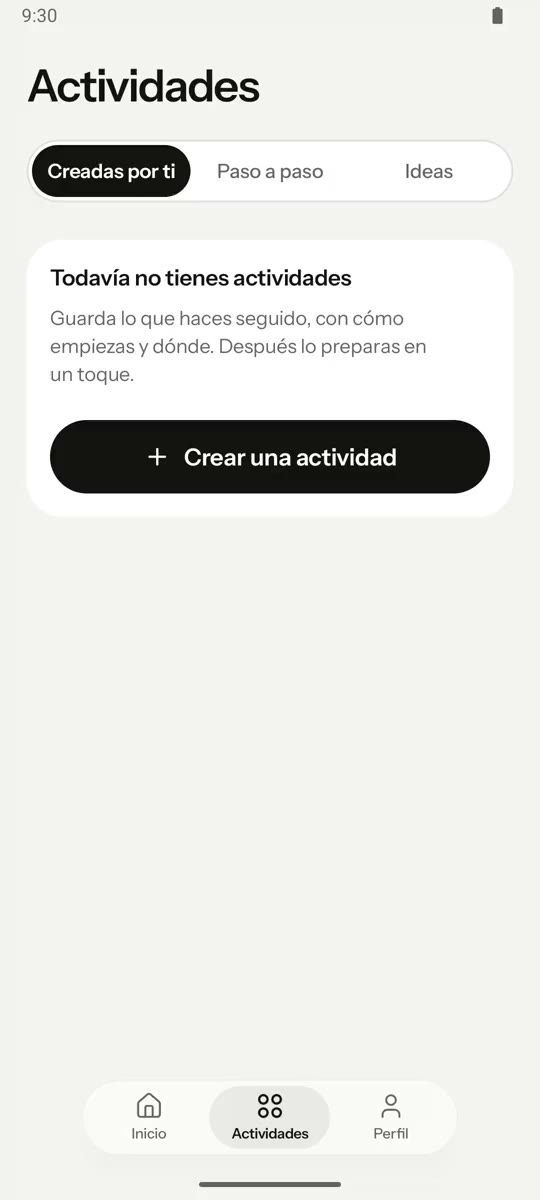 9:30
Actividades
Creadas por ti
Paso a paso
Ideas
Todavía no tienes actividades
Guarda lo que haces seguido, con cómo
empiezas y dónde. Después lo preparas en
un toque.
+ Crear una actividad
Inicio
Actividades
Perfil